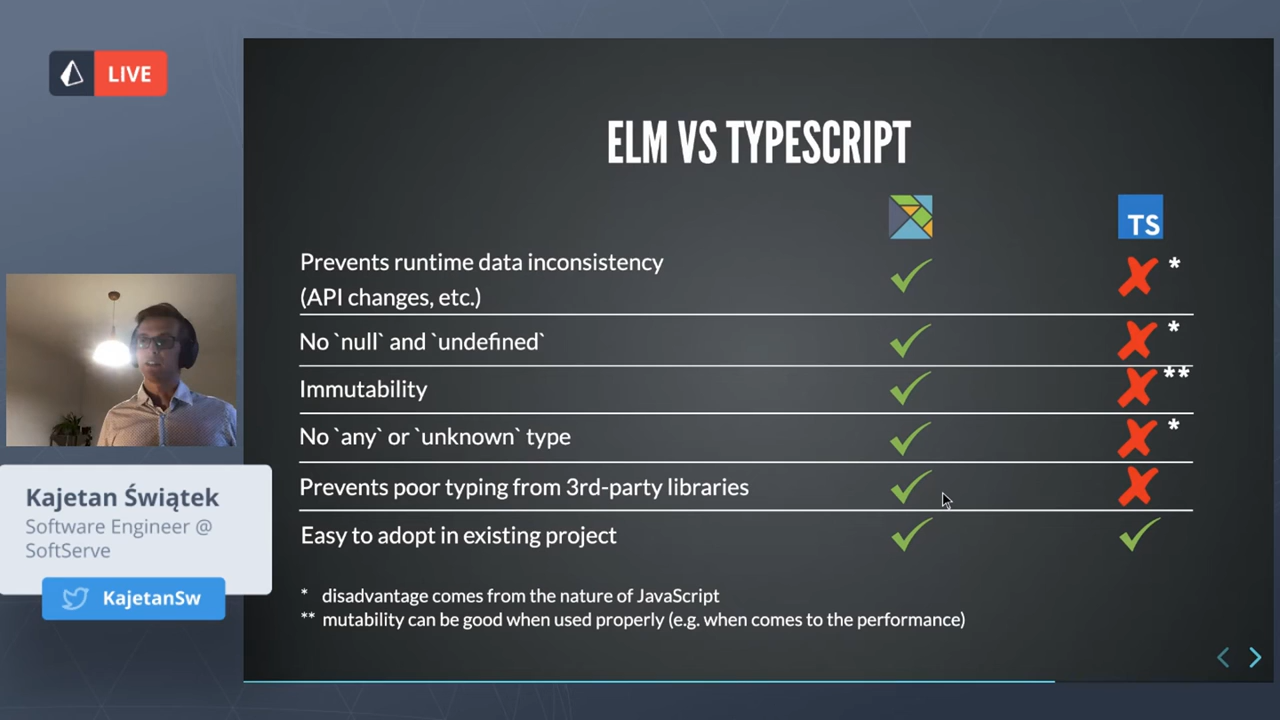 LIVE
ELM VS TYPESCRIPT
TS
Prevents runtime data inconsistency
(API changes, etc.)
*
No `null` and `undefined`
*
Immutability
**
No `any` or `unknown` type
*
Prevents poor typing from 3rd-party libraries
Easy to adopt in existing project
* disadvantage comes from the nature of JavaScript
** mutability can be good when used properly (e.g. when comes to the performance)
Kajetan Świątek
Software Engineer @
SoftServe
KajetanSw